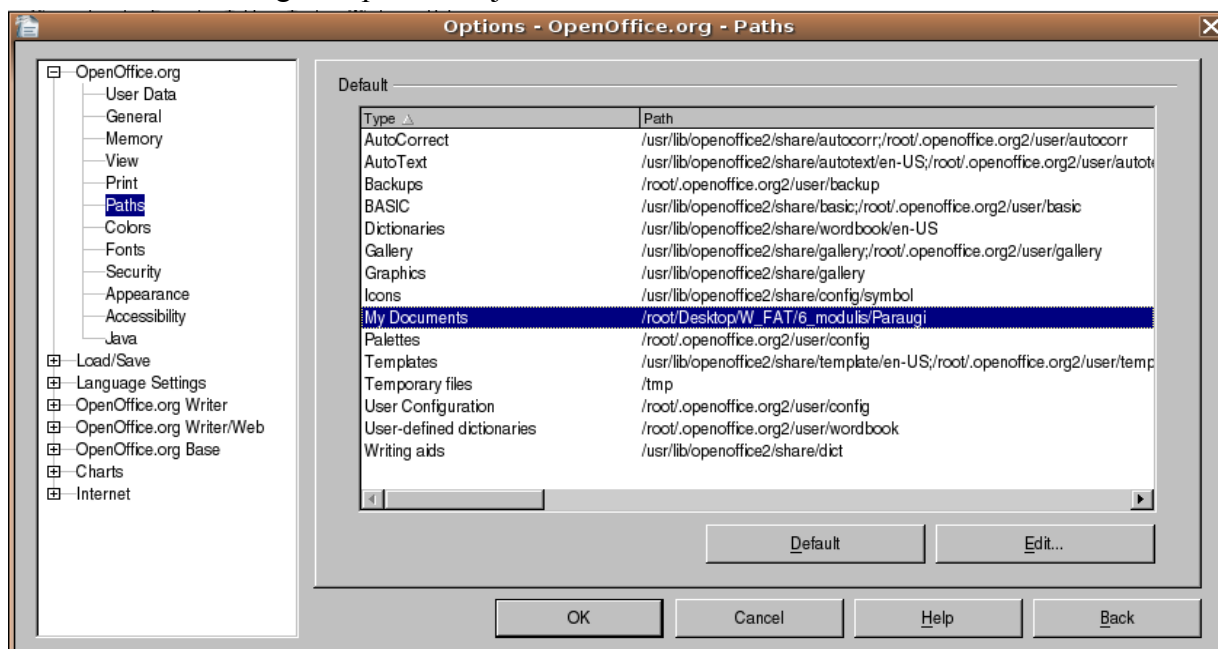 Options - OpenOffice.org - Paths
OpenOffice.org
User Data
General
Memory
View
Print
Paths
Colors
Fonts
Security
Appearance
Accessibility
Java
Load/Save
Language Settings
OpenOffice.org Writer
OpenOffice.org Writer/Web
OpenOffice.org Base
Charts
Internet
Default
Type Path
AutoCorrect /usr/lib/openoffice2/share/autocorr;/root/.openoffice.org2/user/autocorr
AutoText /usr/lib/openoffice2/share/autotext/en-US;/root/.openoffice.org2/user/autote
Backups /root/.openoffice.org2/user/backup
BASIC /usr/lib/openoffice2/share/basic;/root/.openoffice.org2/user/basic
Dictionaries /usr/lib/openoffice2/share/wordbook/en-US
Gallery /usr/lib/openoffice2/share/gallery;/root/.openoffice.org2/user/gallery
Graphics /usr/lib/openoffice2/share/gallery
Icons /usr/lib/openoffice2/share/config/symbol
My Documents /root/Desktop/W_FAT/6_modulis/Paraugi
Palettes /root/.openoffice.org2/user/config
Templates /usr/lib/openoffice2/share/template/en-US;/root/.openoffice.org2/user/temp
Temporary files /tmp
User Configuration /root/.openoffice.org2/user/config
User-defined dictionaries /root/.openoffice.org2/user/wordbook
Writing aids /usr/lib/openoffice2/share/dict
Default Edit...
OK Cancel Help Back